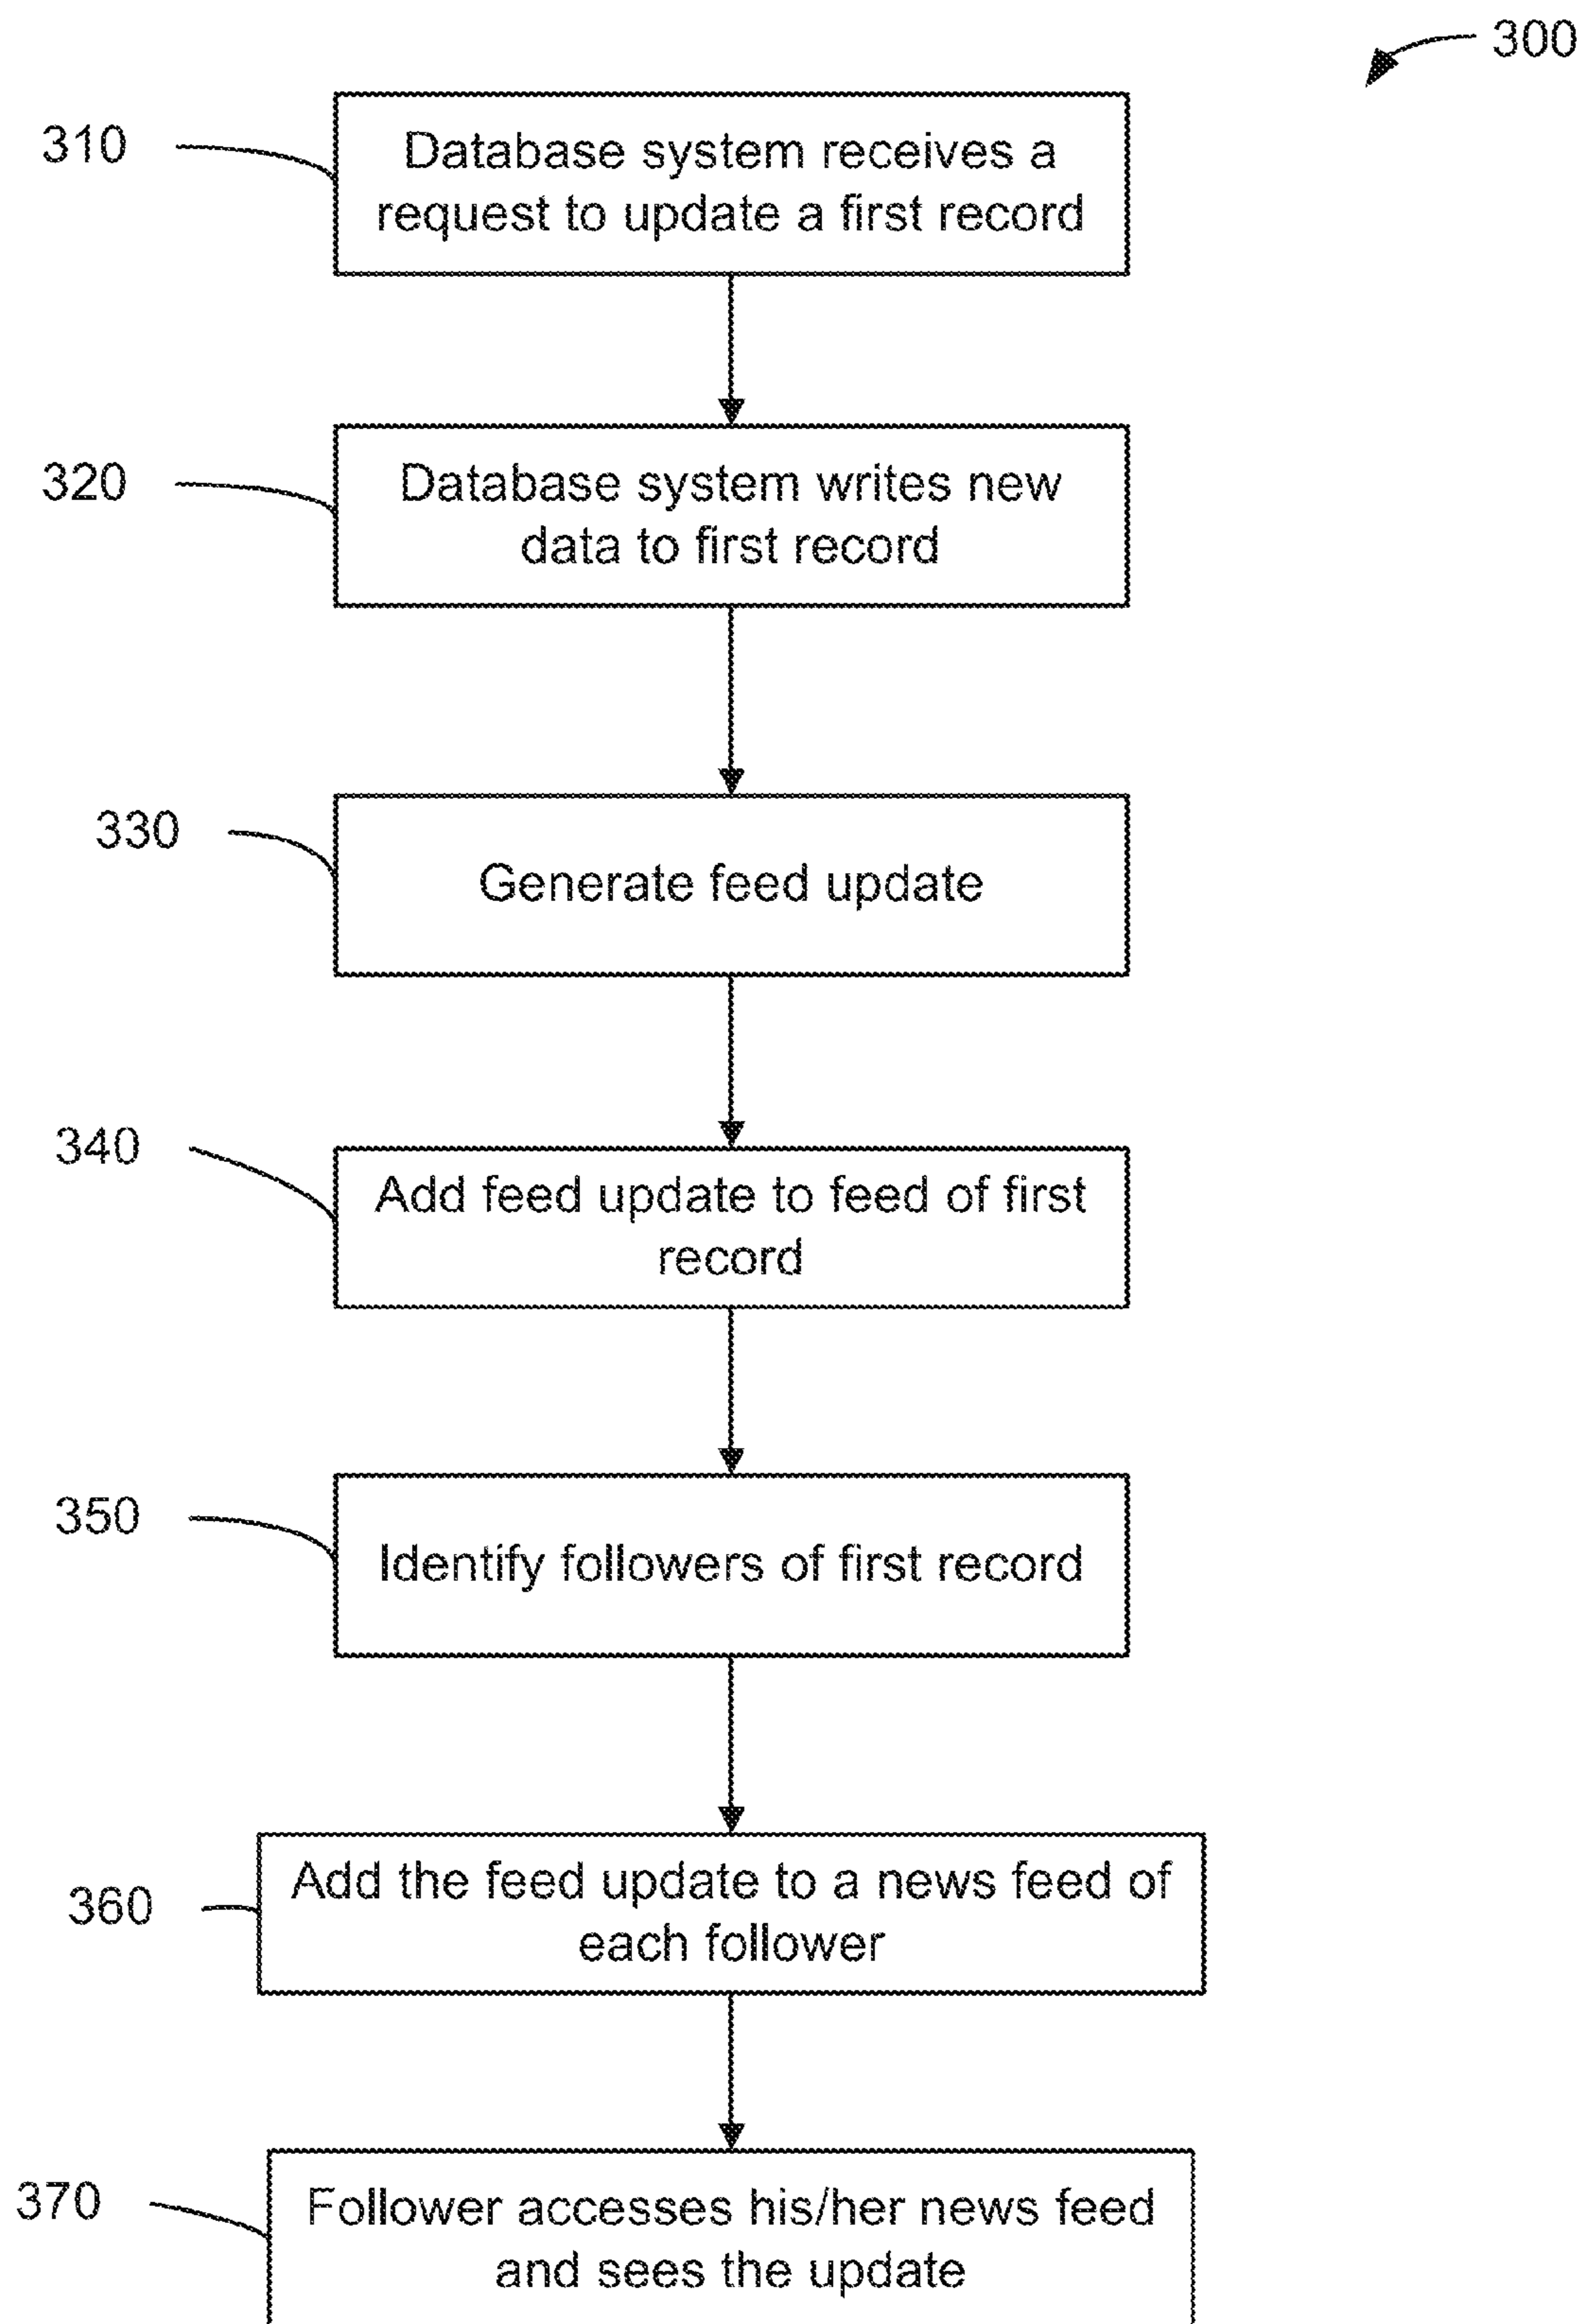 300
310
Database system receives a
request to update a first record
320
Database system writes new
data to first record
330
Generate feed update
340
Add feed update to feed of first
record
350
Identify followers of first record
360
Add the feed update to a news feed of
each follower
370
Follower accesses his/her news feed
and sees the update